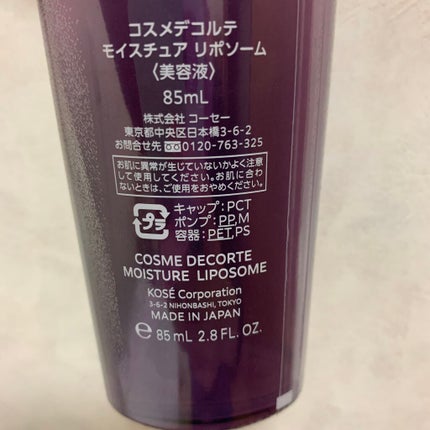 コスメデコルテ
モイスチュア リポソーム
〈美容液〉
85mL
株式会社 コーセー
東京都中央区日本橋3-6-2
お問合せ先 0120-763-325
お肌に異常が生じていないかよく注意
して使用してください。お肌に合わ
ないときは、ご使用をおやめください。
プラ
キャップ:PCT
ポンプ:PP,M
容器:PET,PS
COSME DECORTE
MOISTURE LIPOSOME
KOSÉ Corporation
3-6-2 NIHONBASHI, TOKYO
MADE IN JAPAN
℮ 85 mL 2.8 FL. OZ.